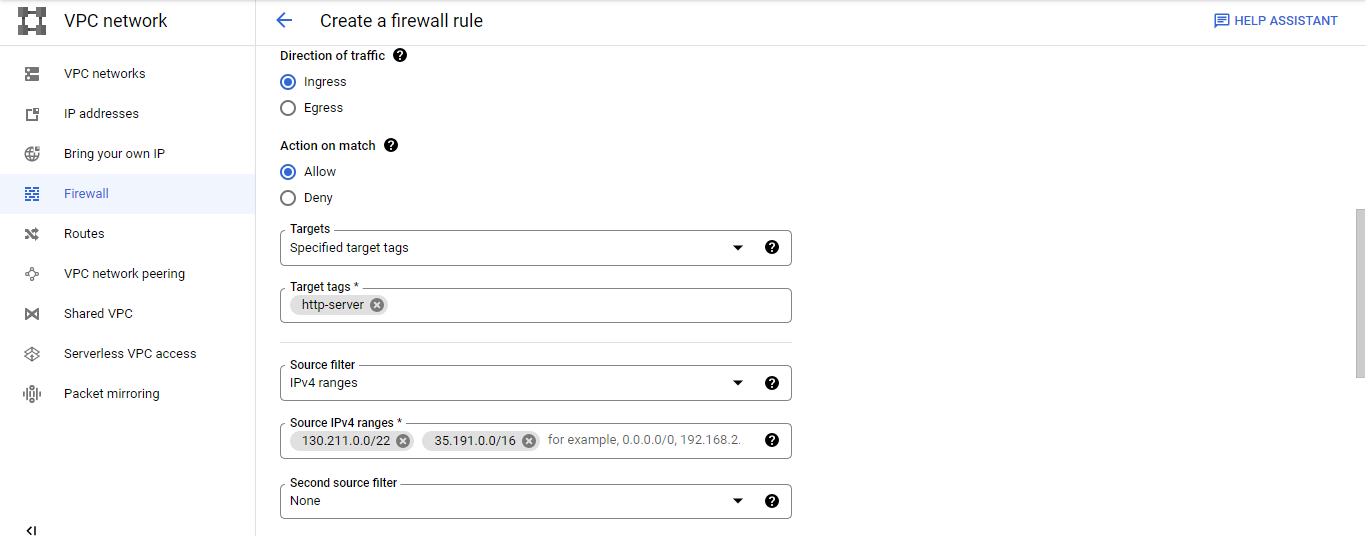 VPC network
Create a firewall rule
HELP ASSISTANT
VPC networks
IP addresses
Bring your own IP
Firewall
Routes
VPC network peering
Shared VPC
Serverless VPC access
Packet mirroring
Direction of traffic ?
Ingress
Egress
Action on match ?
Allow
Deny
Targets
Specified target tags ?
Target tags *
http-server
Source filter
IPv4 ranges ?
Source IPv4 ranges *
130.211.0.0/22 35.191.0.0/16 for example, 0.0.0.0/0, 192.168.2. ?
Second source filter
None ?